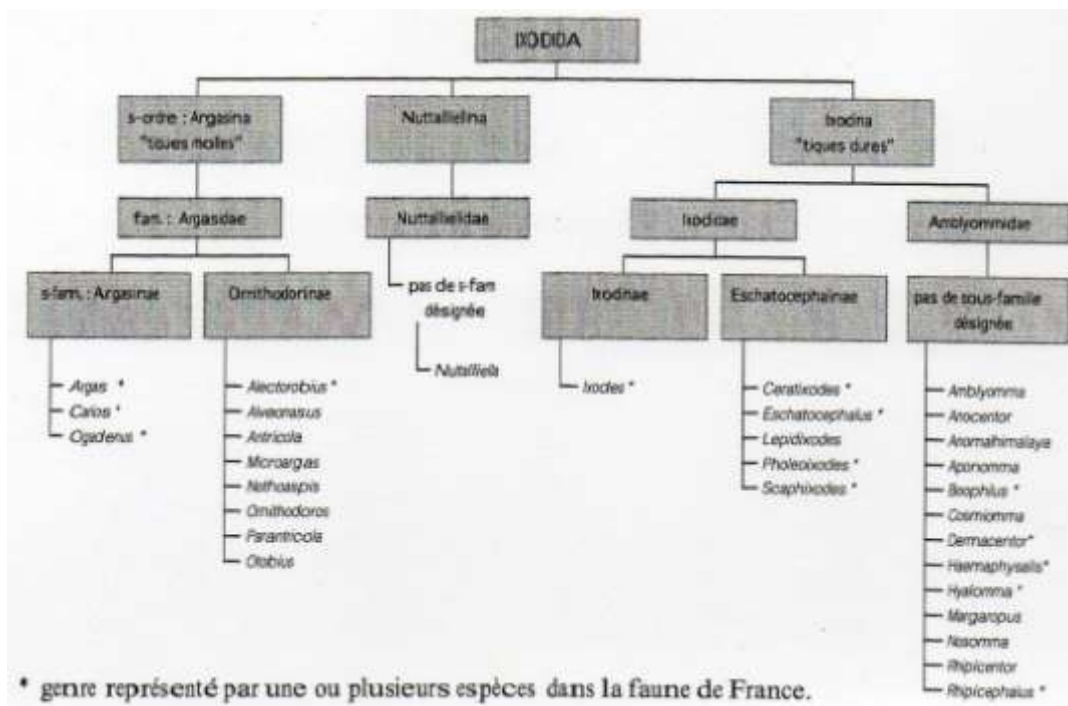 IXODIDA
s-ordre : Argasina
"tiques molles"
Nuttallielina
Ixodina
"tiques dures"
fam. : Argasidae
Nuttallielidae
Ixodidae
Amblyommidae
s-fam. : Argasinae
Ornithodorinae
pas de s-fam
désignée
Ixodinae
Eschatocephalnae
pas de sous-famille
désignée
Nuttalliella
Argas *
Carios *
Ogadenus *
Alectorobius *
Alveonasus
Antricola
Microargas
Nothoaspis
Ornithodoros
Parantricola
Otobius
Ixodes *
Ceratixodes *
Eschatocephalus *
Lepidixodes
Pholeoixodes *
Scaphixodes *
Amblyomma
Anocentor
Anomalhimalaya
Aponomma
Boophilus *
Cosmiomma
Dermacentor*
Haemaphysalis*
Hyalomma *
Margaropus
Nosomma
Rhipicentor
Rhipicephalus *
* genre représenté par une ou plusieurs espèces dans la faune de France.